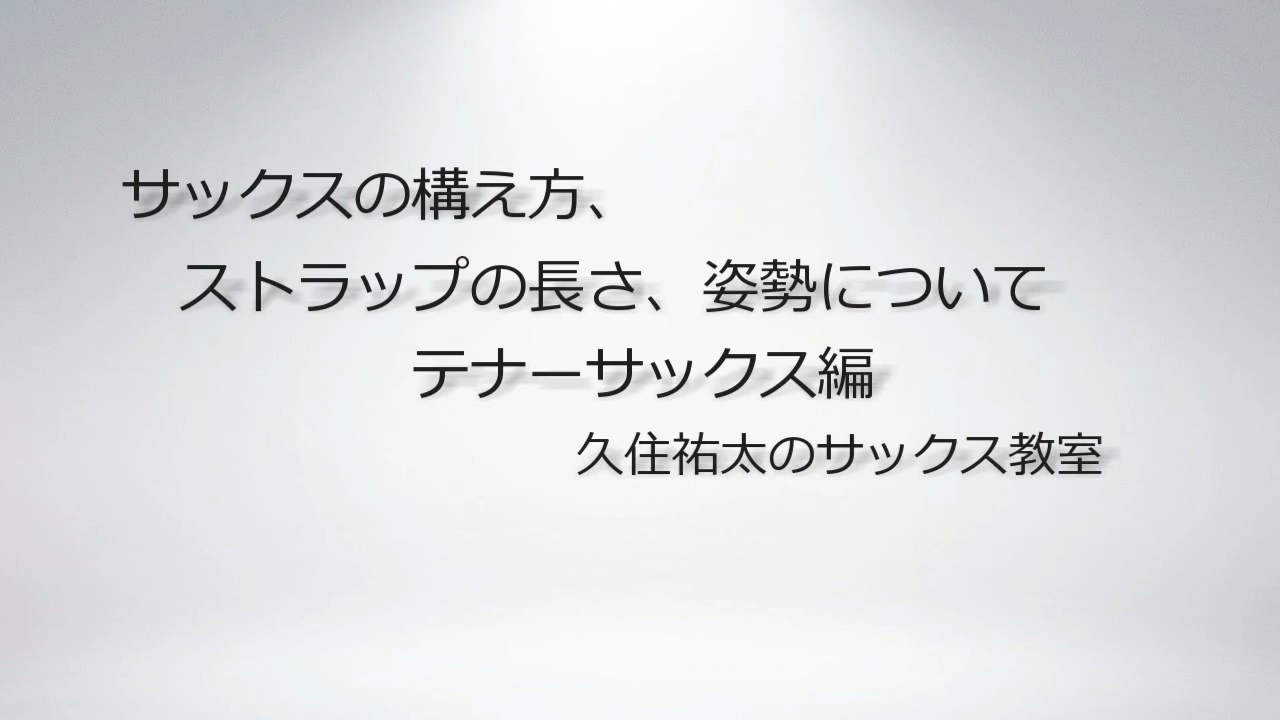 サックスの構え方、
ストラップの長さ、姿勢について
テナーサックス編
久住祐太のサックス教室